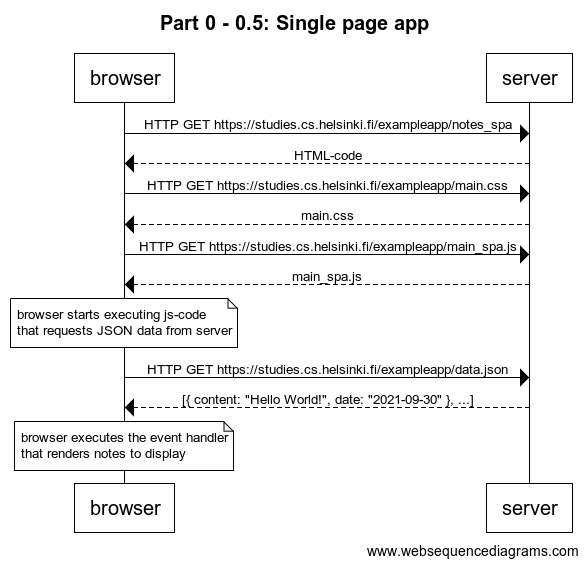 Part 0 - 0.5: Single page app
browser
server
HTTP GET https://studies.cs.helsinki.fi/exampleapp/notes_spa
HTML-code
HTTP GET https://studies.cs.helsinki.fi/exampleapp/main.css
main.css
HTTP GET https://studies.cs.helsinki.fi/exampleapp/main_spa.js
main_spa.js
browser starts executing js-code
that requests JSON data from server
HTTP GET https://studies.cs.helsinki.fi/exampleapp/data.json
[{ content: "Hello World!", date: "2021-09-30" }, ...]
browser executes the event handler
that renders notes to display
browser
server
www.websequencediagrams.com